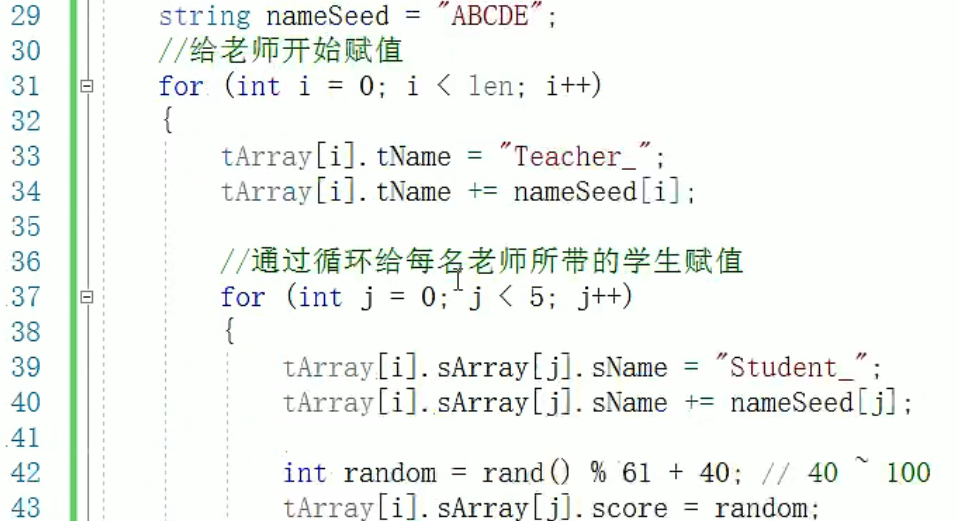 29 string nameSeed = "ABCDE";
30 //给老师开始赋值
31 for (int i = 0; i < len; i++)
32 {
33 tArray[i].tName = "Teacher_";
34 tArray[i].tName += nameSeed[i];
35
36 //通过循环给每名老师所带的学生赋值
37 for (int j = 0; j < 5; j++)
38 {
39 tArray[i].sArray[j].sName = "Student_";
40 tArray[i].sArray[j].sName += nameSeed[j];
41
42 int random = rand() % 61 + 40; // 40 ~ 100
43 tArray[i].sArray[j].score = random;